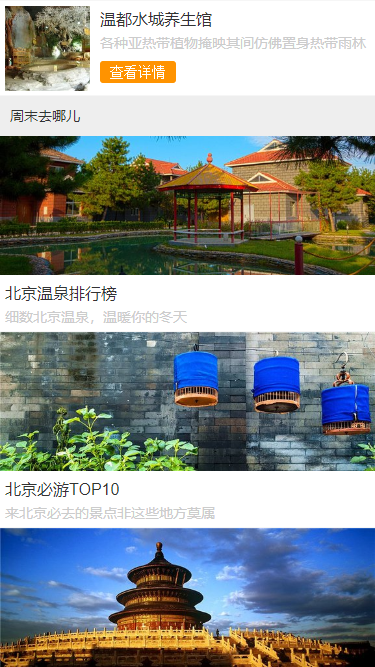 温都水城养生馆
各种亚热带植物掩映其间仿佛置身热带雨林
查看详情
周末去哪儿
北京温泉排行榜
细数北京温泉，温暖你的冬天
北京必游TOP10
来北京必去的景点非这些地方莫属